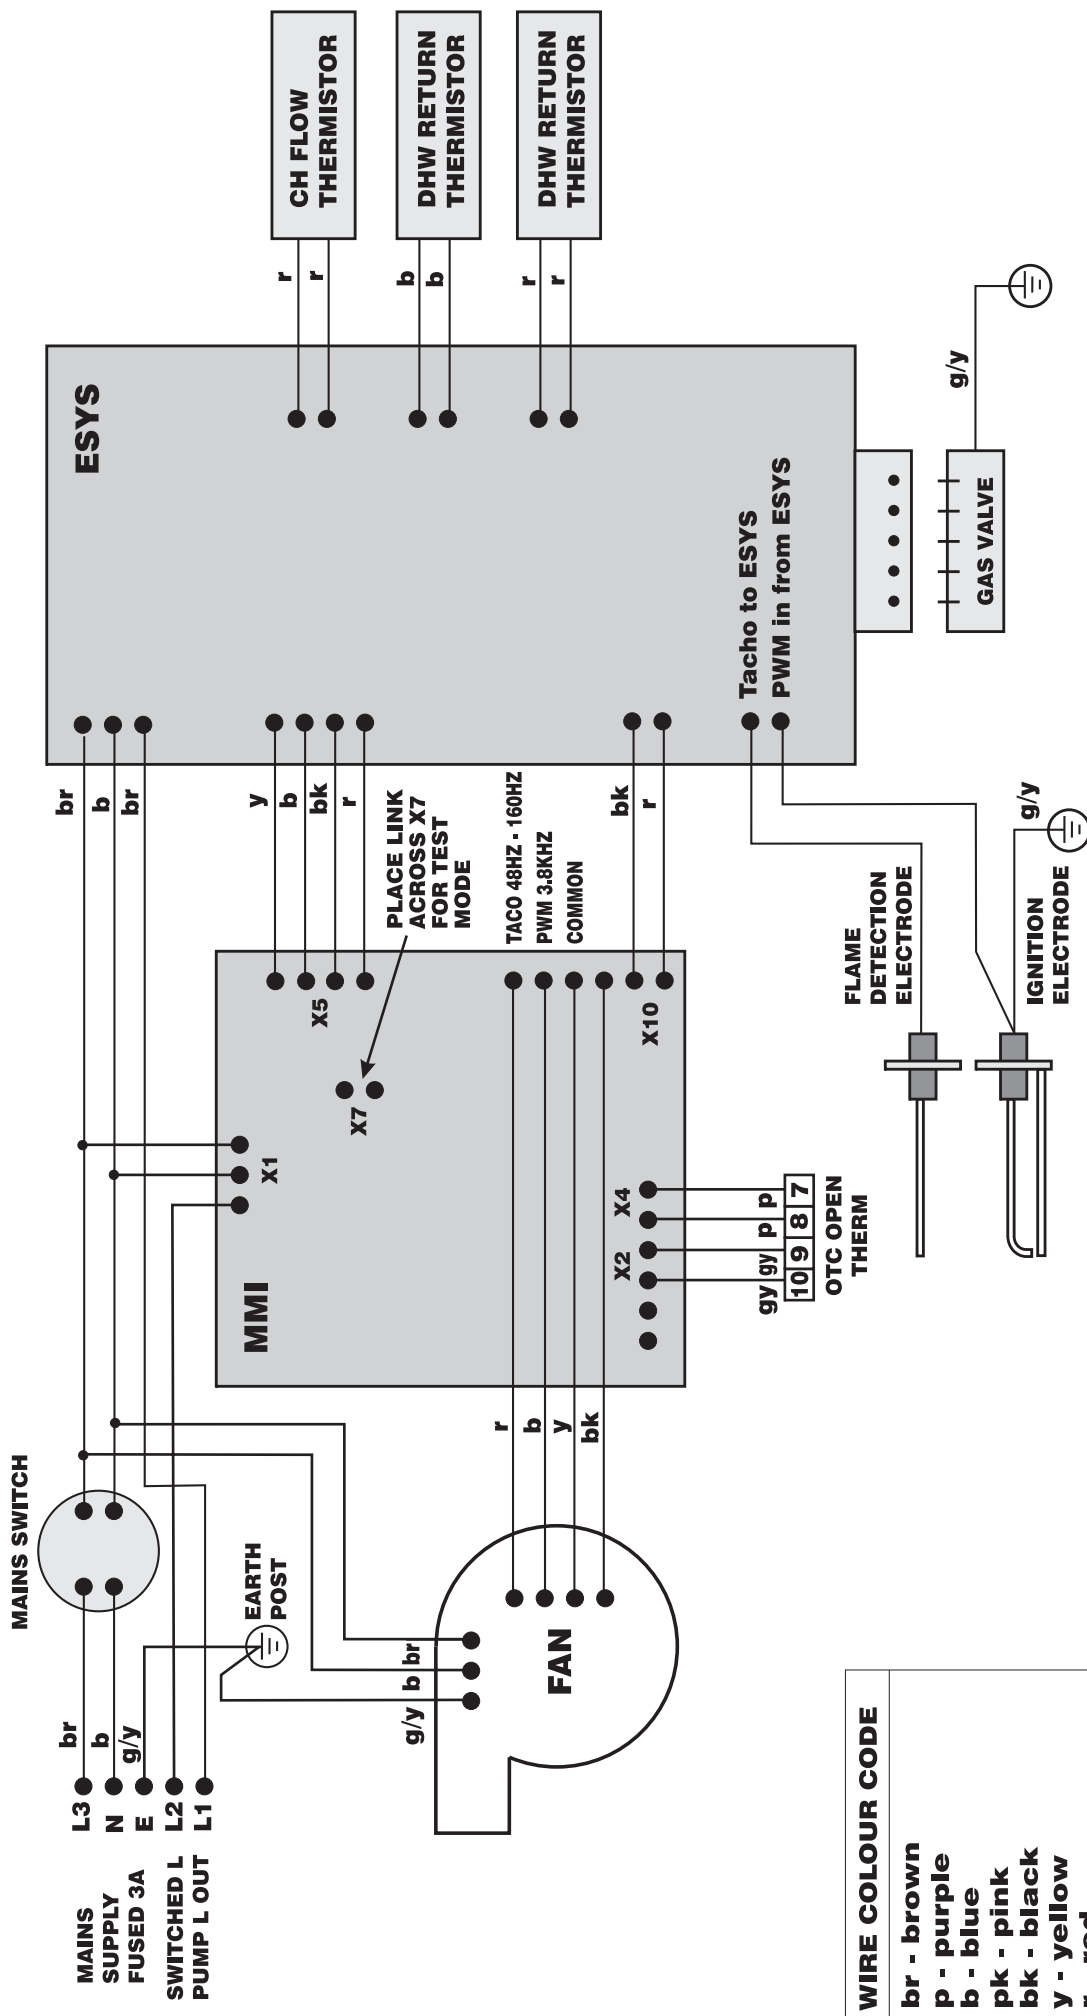 MAINS SWITCH
MAINS
SUPPLY
FUSED 3A
SWITCHED L
PUMP L OUT
L3
N
E
L2
L1
br
b
g/y
EARTH
POST
g/y
b
br
FAN
r
b
y
bk
MMI
X1
X7
X5
X2
X4
X10
gy
gy
p
p
10
9
8
7
OTC OPEN
THERM
PLACE LINK
ACROSS X7
FOR TEST
MODE
TACO 48HZ - 160HZ
PWM 3.8KHZ
COMMON
br
b
br
y
b
bk
r
bk
r
ESYS
Tacho to ESYS
PWM in from ESYS
r
r
b
b
r
r
CH FLOW
THERMISTOR
DHW RETURN
THERMISTOR
DHW RETURN
THERMISTOR
GAS VALVE
g/y
FLAME
DETECTION
ELECTRODE
IGNITION
ELECTRODE
g/y
WIRE COLOUR CODE
br - brown
p - purple
b - blue
pk - pink
bk - black
y - yellow
r - red